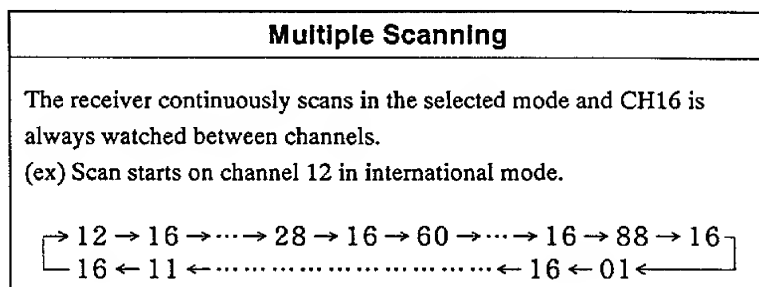 Multiple Scanning
The receiver continuously scans in the selected mode and CH16 is
always watched between channels.
(ex) Scan starts on channel 12 in international mode.
→ 12 → 16 → ··· → 28 → 16 → 60 → ··· → 16 → 88 → 16
16 ← 11 ← ······························ ← 16 ← 01 ←